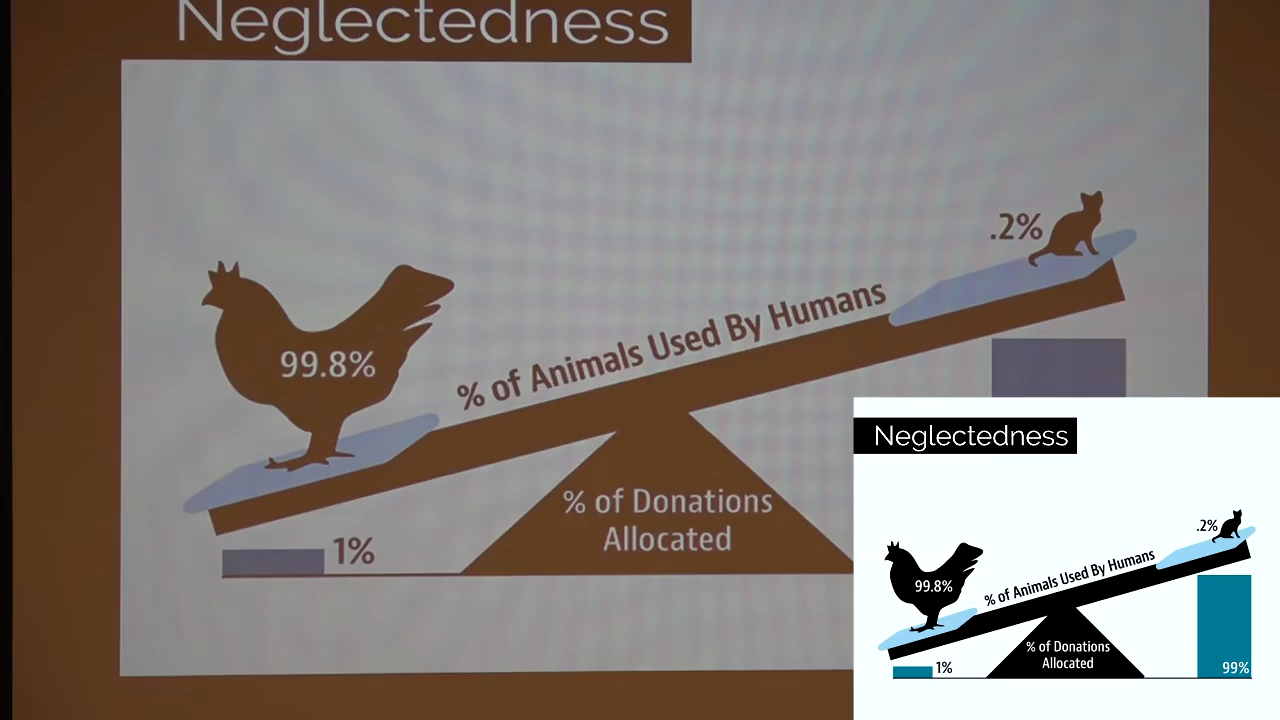 Neglectedness
.2%
% of Animals Used By Humans
99.8%
% of Donations
Allocated
1%
Neglectedness
.2%
% of Animals Used By Humans
99.8%
% of Donations
Allocated
1%
99%